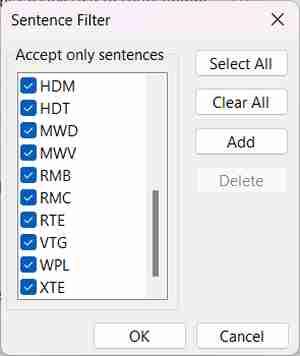 Sentence Filter
Accept only sentences
HDM
HDT
MWD
MWV
RMB
RMC
RTE
VTG
WPL
XTE
Select All
Clear All
Add
Delete
OK
Cancel